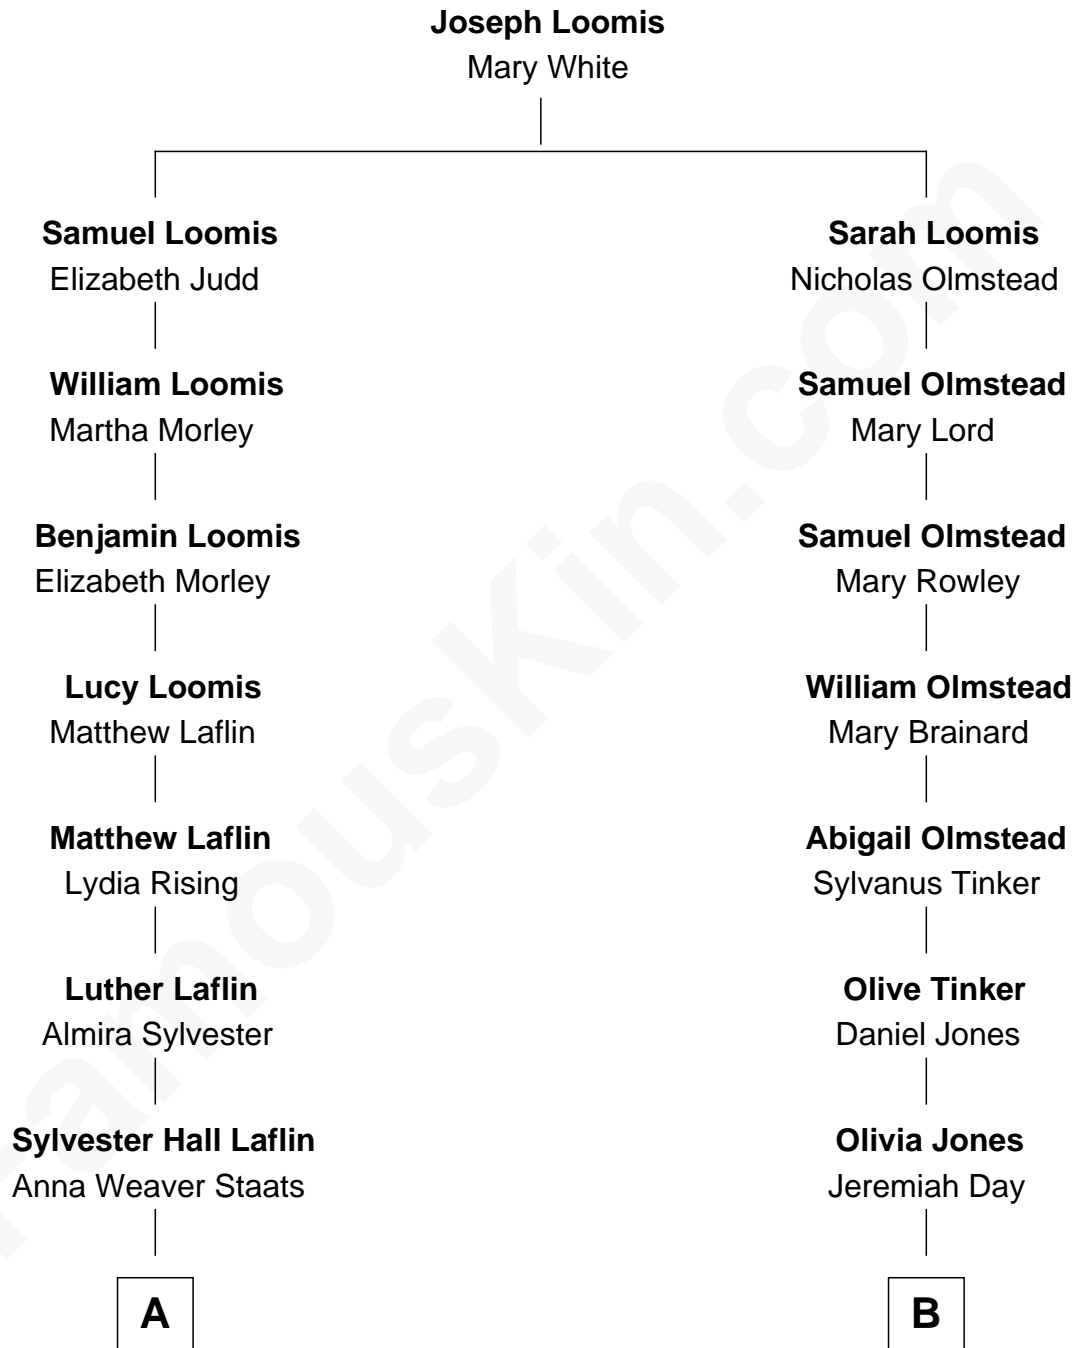 Joseph Loomis
Mary White
Samuel Loomis
Elizabeth Judd
William Loomis
Martha Morley
Benjamin Loomis
Elizabeth Morley
Lucy Loomis
Matthew Laflin
Matthew Laflin
Lydia Rising
Luther Laflin
Almira Sylvester
Sylvester Hall Laflin
Anna Weaver Staats
A
Sarah Loomis
Nicholas Olmstead
Samuel Olmstead
Mary Lord
Samuel Olmstead
Mary Rowley
William Olmstead
Mary Brainard
Abigail Olmstead
Sylvanus Tinker
Olive Tinker
Daniel Jones
Olivia Jones
Jeremiah Day
B
FamousKin.com